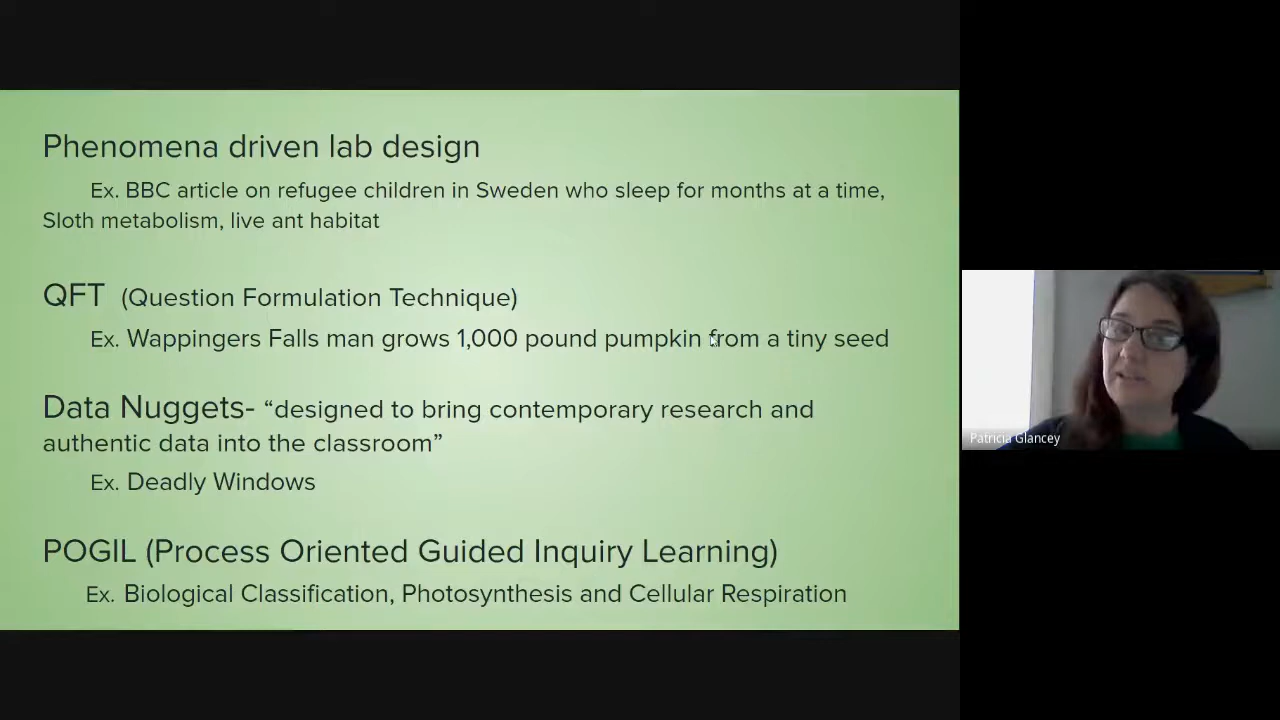 Phenomena driven lab design
Ex. BBC article on refugee children in Sweden who sleep for months at a time,
Sloth metabolism, live ant habitat
QFT (Question Formulation Technique)
Ex. Wappingers Falls man grows 1,000 pound pumpkin from a tiny seed
Data Nuggets- “designed to bring contemporary research and
authentic data into the classroom”
Ex. Deadly Windows
POGIL (Process Oriented Guided Inquiry Learning)
Ex. Biological Classification, Photosynthesis and Cellular Respiration
Patricia Glancey